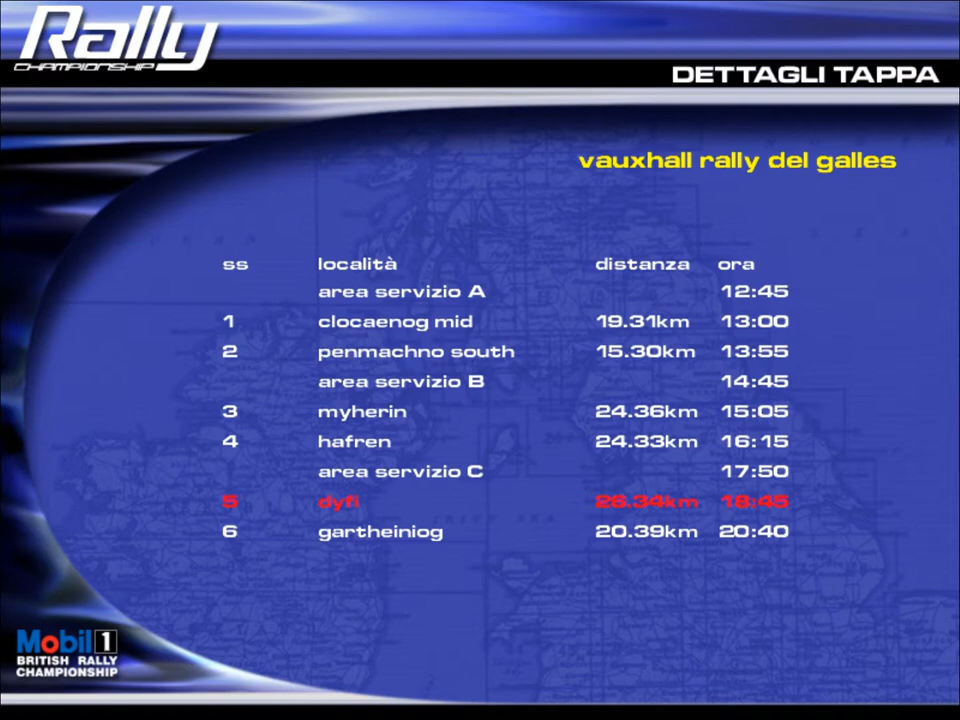 Rally
CHAMPIONSHIP
DETTAGLI TAPPA
vauxhall rally del galles
ss località distanza ora
area servizio A 12:45
1 clocaenog mid 19.31km 13:00
2 penmachno south 15.30km 13:55
area servizio B 14:45
3 myherin 24.36km 15:05
4 hafren 24.33km 16:15
area servizio C 17:50
5 dyfi 26.34km 18:45
6 gartheiniog 20.39km 20:40
Mobil 1
BRITISH RALLY
CHAMPIONSHIP